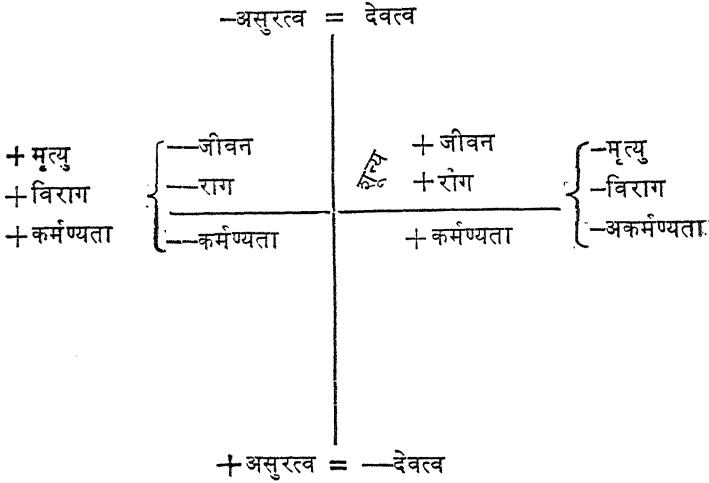 —असुरत्व = देवत्व
+ मृत्यु
+ विराग
+ कर्मण्यता
—जीवन
—राग
—कर्मण्यता
शून्य
+ जीवन
+ राग
+ कर्मण्यता
—मृत्यु
—विराग
—अकर्मण्यता
+ असुरत्व = —देवत्व